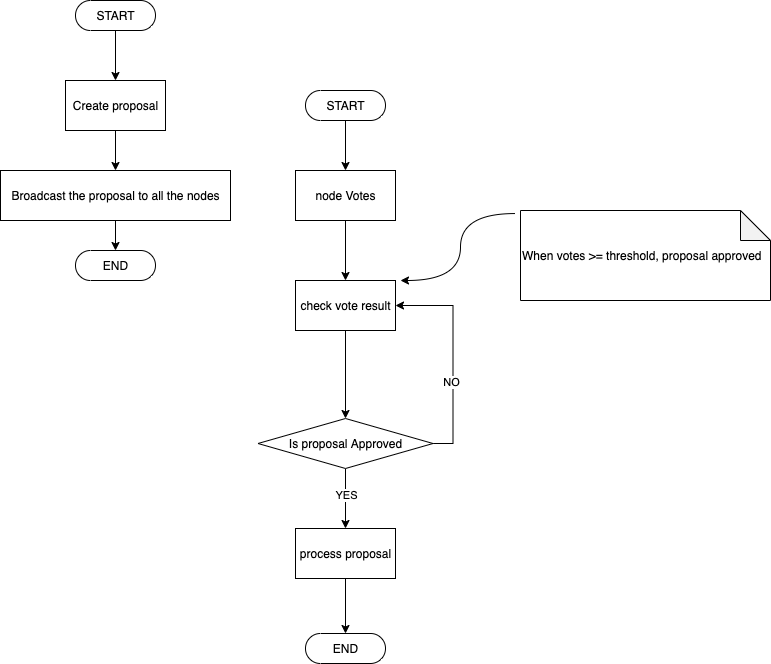 START
Create proposal
Broadcast the proposal to all the nodes
END
START
node Votes
When votes >= threshold, proposal approved
check vote result
NO
Is proposal Approved
YES
process proposal
END